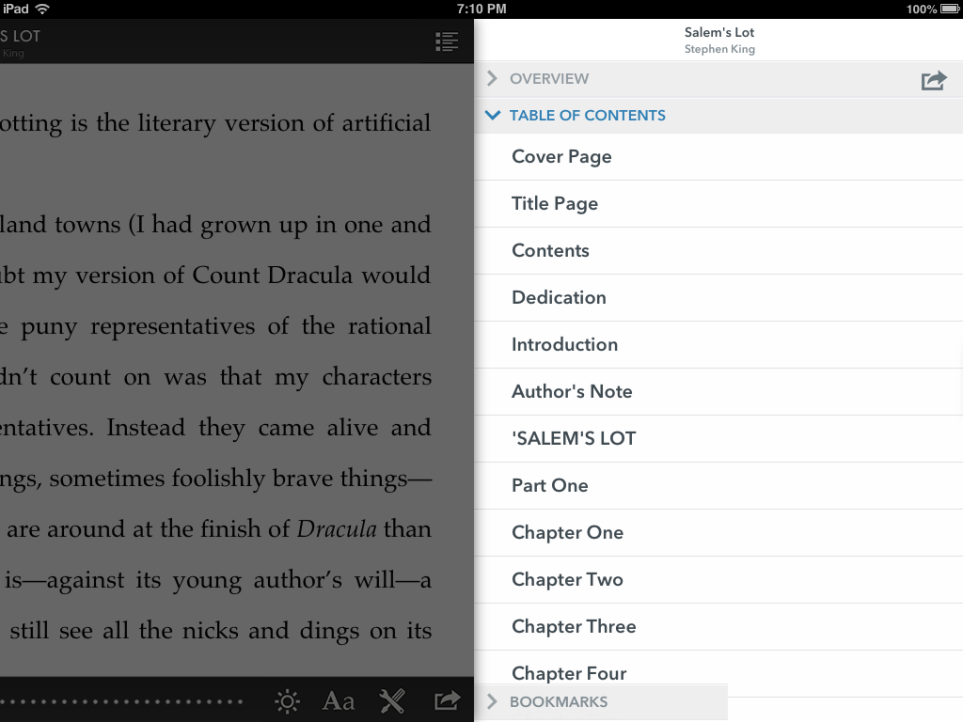 iPad
7:10 PM
100%
S LOT
King
otting is the literary version of artificial
land towns (I had grown up in one and
bt my version of Count Dracula would
e puny representatives of the rational
dn't count on was that my characters
entatives. Instead they came alive and
ngs, sometimes foolishly brave things—
are around at the finish of Dracula than
is—against its young author's will—a
still see all the nicks and dings on its
Aa
Salem's Lot
Stephen King
OVERVIEW
TABLE OF CONTENTS
Cover Page
Title Page
Contents
Dedication
Introduction
Author's Note
'SALEM'S LOT
Part One
Chapter One
Chapter Two
Chapter Three
Chapter Four
BOOKMARKS